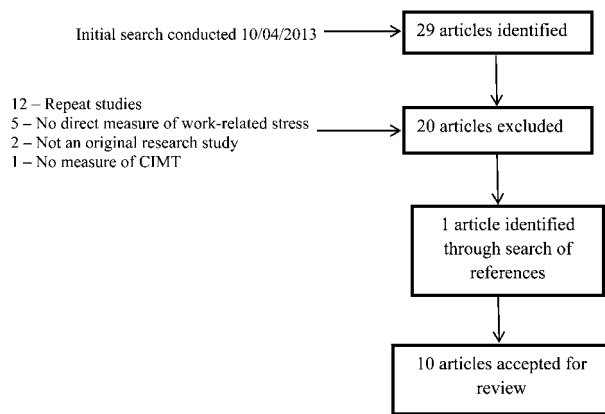 Initial search conducted 10/04/2013
29 articles identified
12 – Repeat studies
5 – No direct measure of work-related stress
2 – Not an original research study
1 – No measure of CIMT
20 articles excluded
1 article identified
through search of
references
10 articles accepted for
review